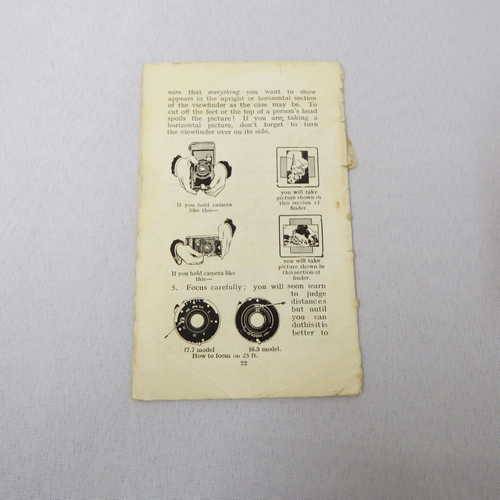 sure that everything you want to show
appears in the upright or horizontal section
of the viewfinder as the case may be. To
cut off the feet or the top of a person's head
spoils the picture! If you are taking a
horizontal picture, don't forget to turn
the viewfinder over on its side.
If you hold camera
like this—
you will take
picture shown in
this section of
finder.
If you hold camera like
this—
you will take
picture shown in
this section of
finder.
5. Focus carefully; you will soon learn
to judge
distances
but until
you can
do this it is
better to
f7.7 model
f6.3 model.
How to focus on 25 ft.
22